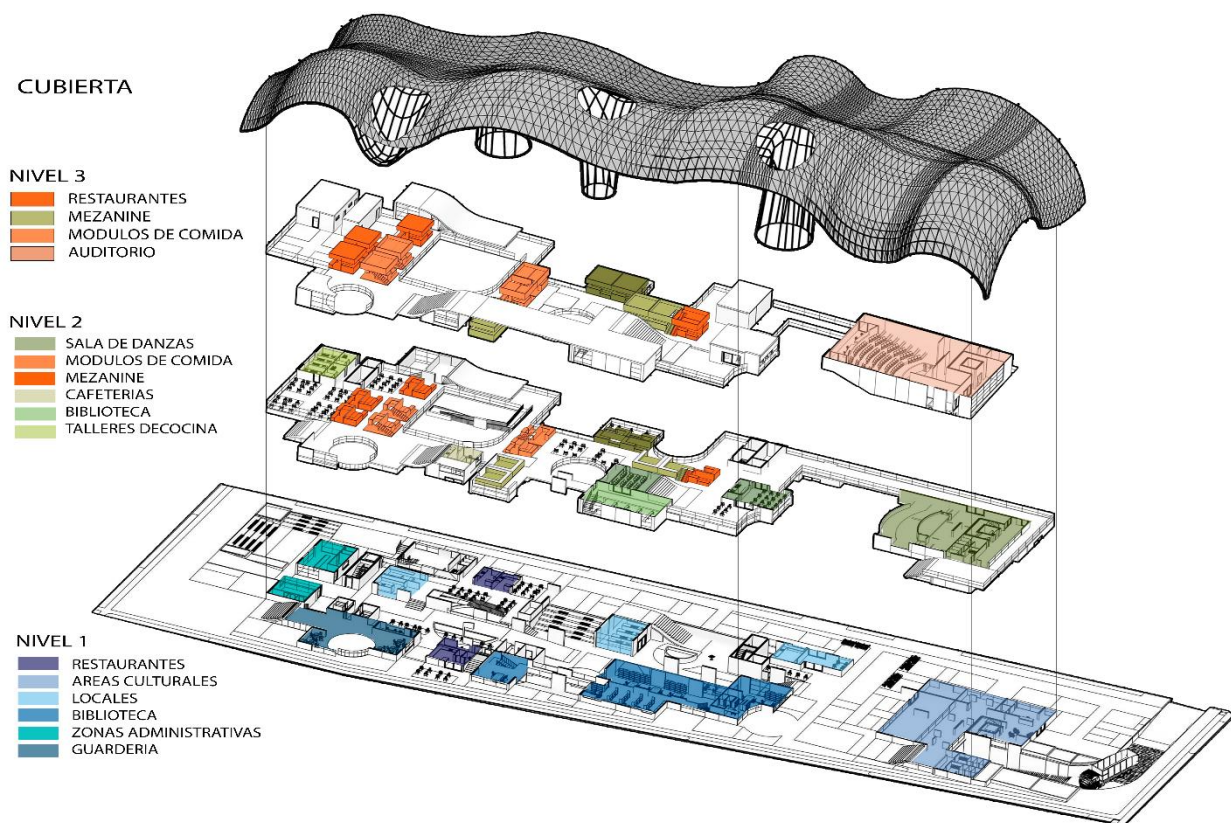 CUBIERTA
NIVEL 3
RESTAURANTES
MEZANINE
MODULOS DE COMIDA
AUDITORIO
NIVEL 2
SALA DE DANZAS
MODULOS DE COMIDA
MEZANINE
CAFETERIAS
BIBLIOTECA
TALLERES DECOCINA
NIVEL 1
RESTAURANTES
AREAS CULTURALES
LOCALES
BIBLIOTECA
ZONAS ADMINISTRATIVAS
GUARDERIA